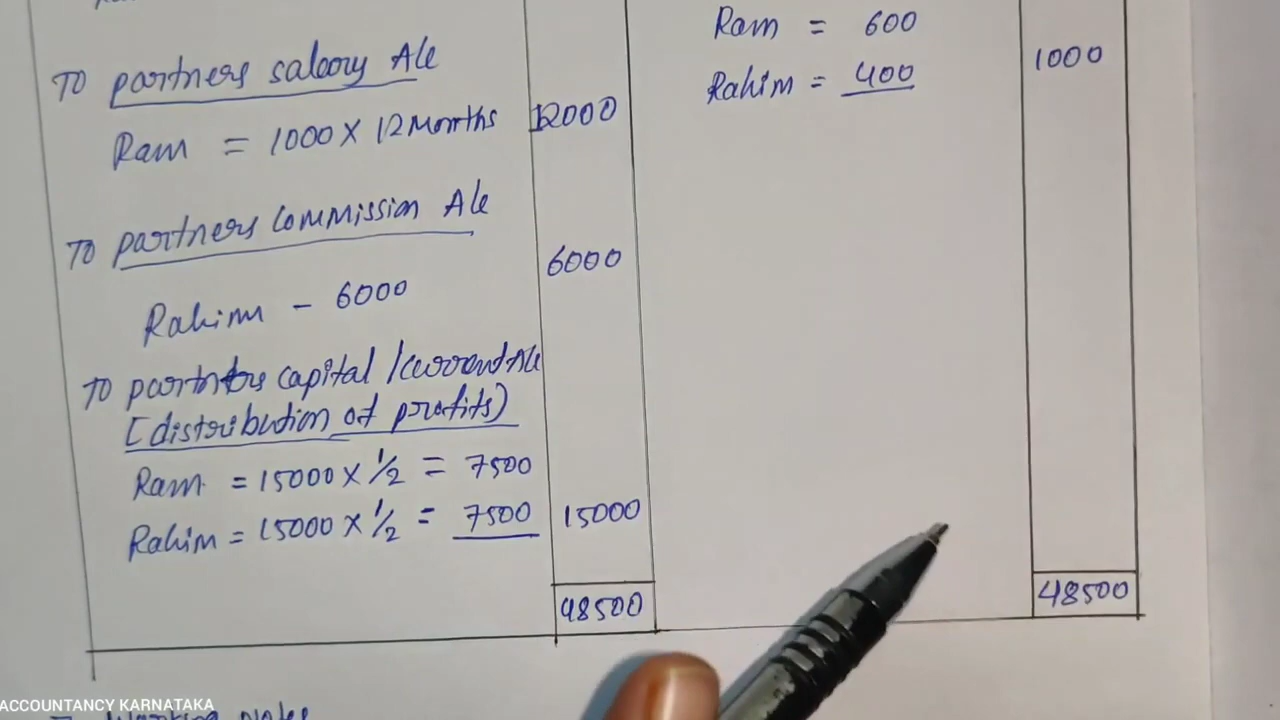 To partners salary A/c
Ram = 1000 X 12 Months 12000
To partners Commission A/c
6000
Rahim - 6000
To partners capital /current A/c
[distribution of profits)
Ram = 15000 X 1/2 = 7500
Rahim = 15000 X 1/2 = 7500 15000
48500
Ram = 600
1000
Rahim = 400
48500
Working Notes
ACCOUNTANCY KARNATAKA